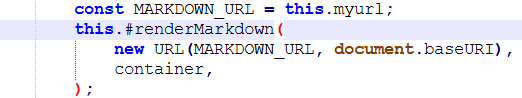 const MARKDOWN_URL = this.myurl;
this.#renderMarkdown(
new URL(MARKDOWN_URL, document.baseURI),
container,
);